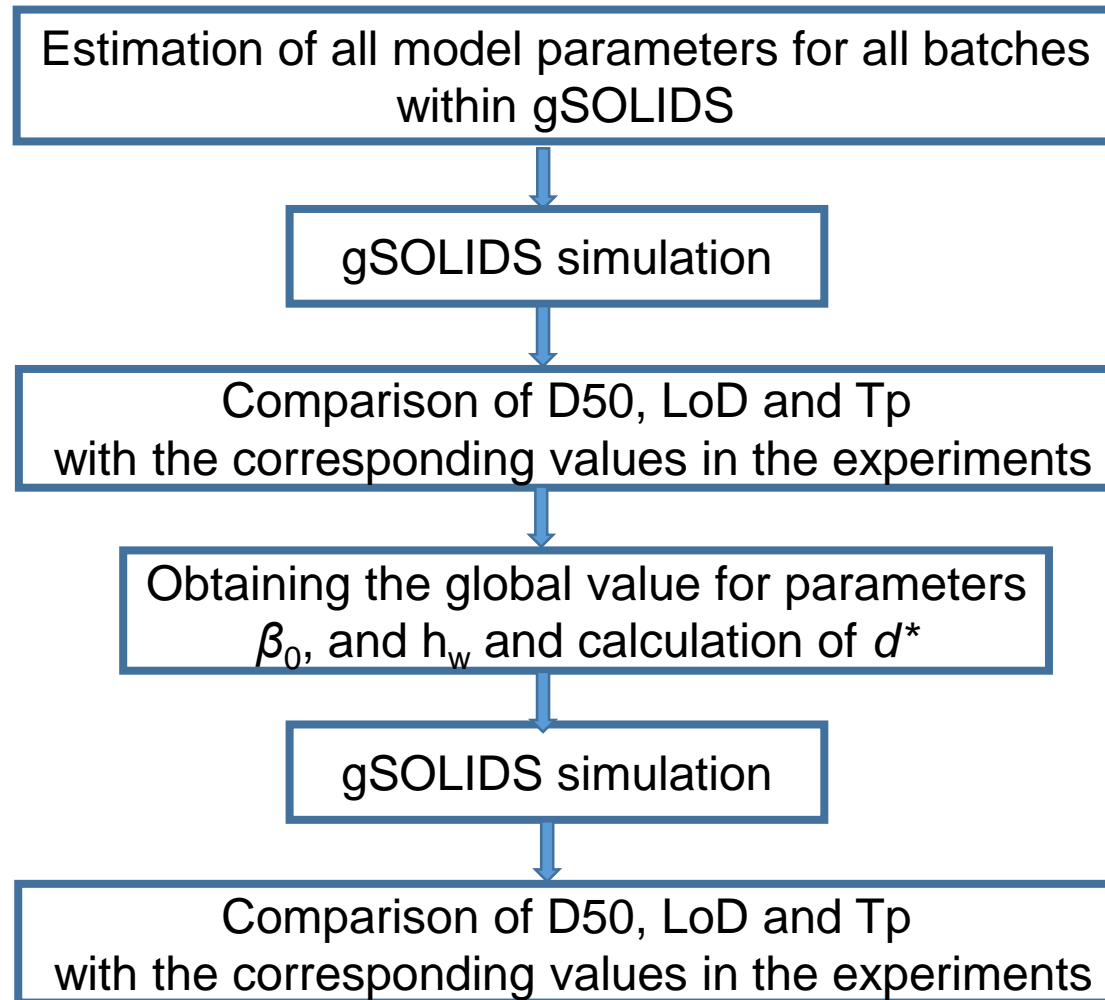 Estimation of all model parameters for all batches
within gSOLIDS
gSOLIDS simulation
Comparison of D50, LoD and Tp
with the corresponding values in the experiments
Obtaining the global value for parameters
β₀, and h_w and calculation of d*
gSOLIDS simulation
Comparison of D50, LoD and Tp
with the corresponding values in the experiments